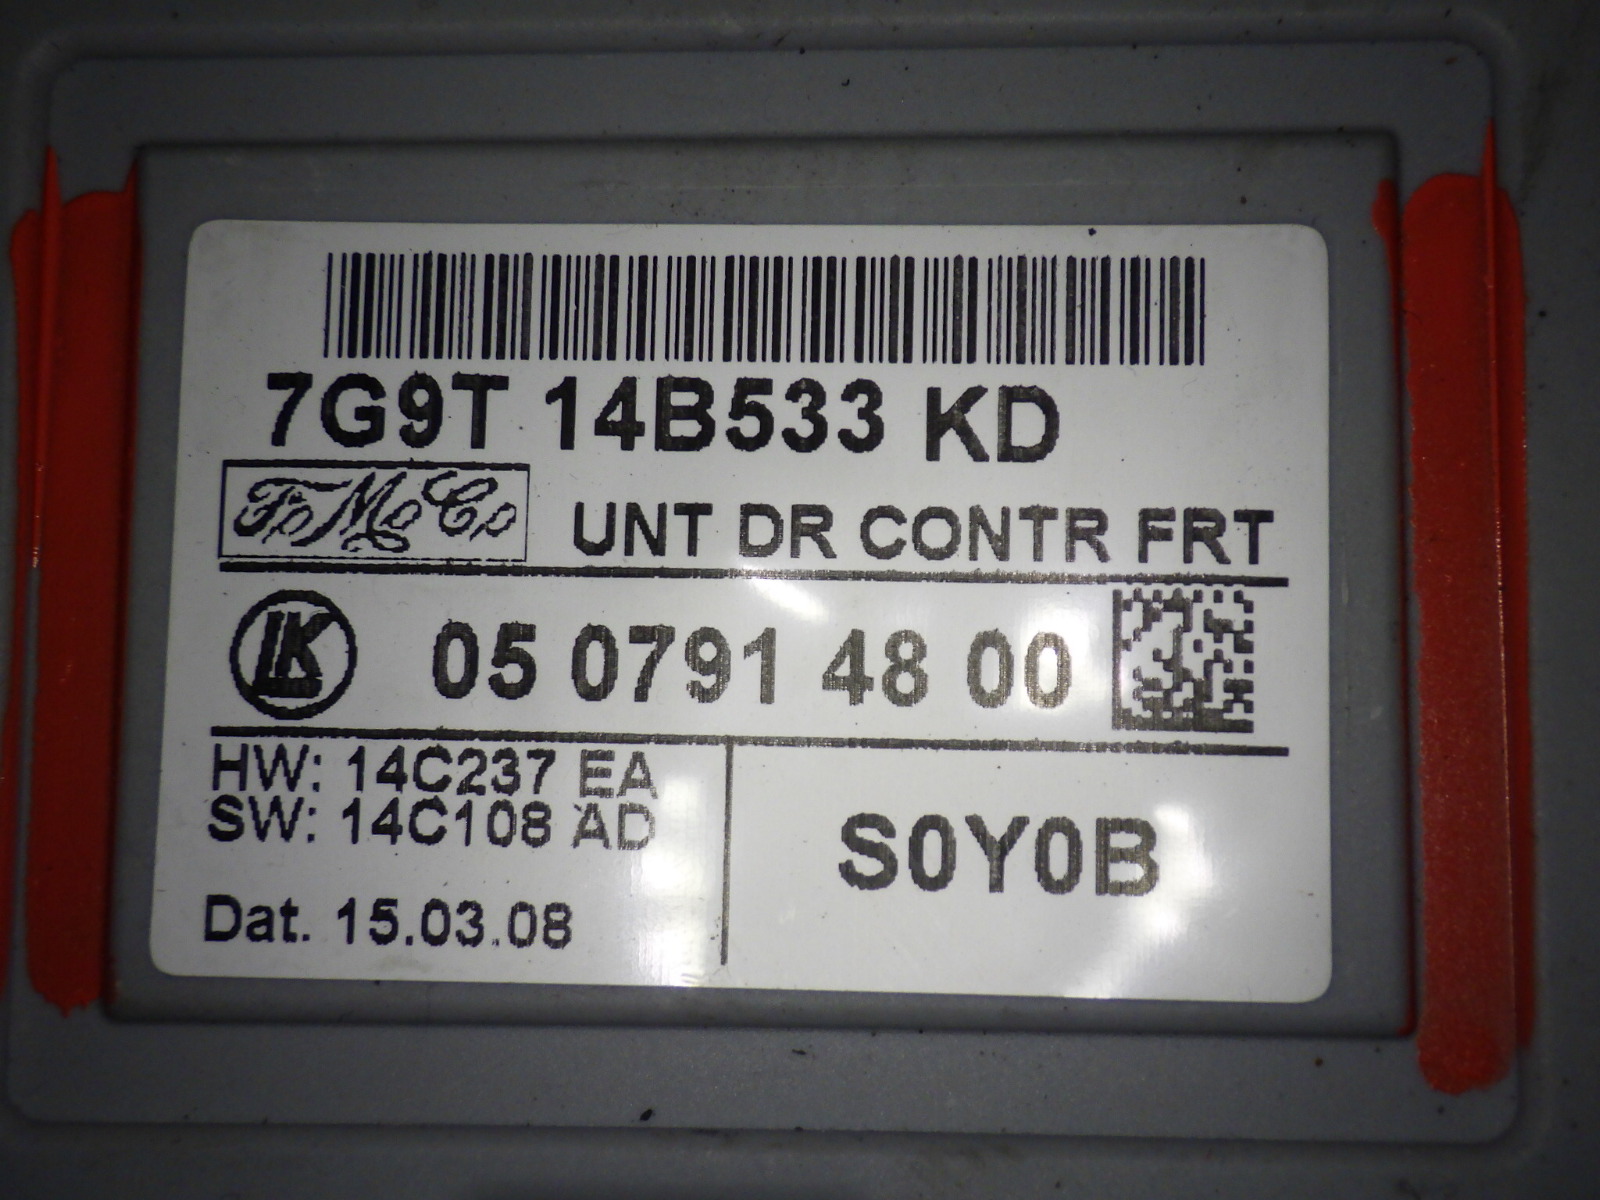 7G9T 14B533 KD
FoMoCo
UNT DR CONTR FRT
LK 05 0791 48 00
HW: 14C237 EA
SW: 14C108 AD
S0Y0B
Dat. 15.03.08